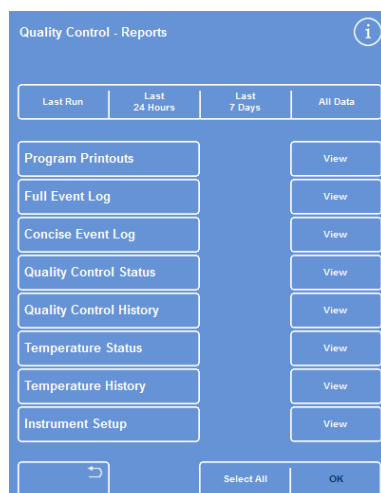 Quality Control - Reports
i
Last Run
Last
24 Hours
Last
7 Days
All Data
Program Printouts
View
Full Event Log
View
Concise Event Log
View
Quality Control Status
View
Quality Control History
View
Temperature Status
View
Temperature History
View
Instrument Setup
View
Select All
OK